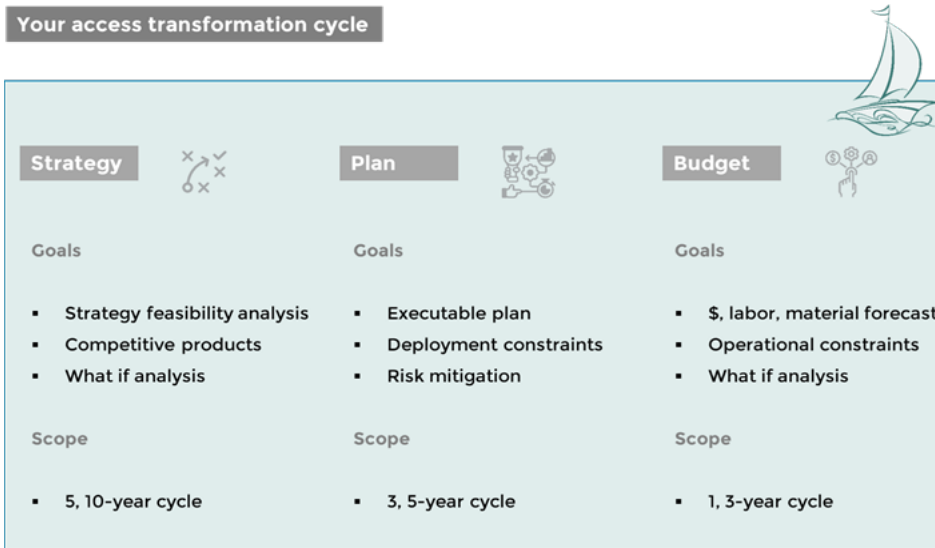 Your access transformation cycle
Strategy
Goals
▪ Strategy feasibility analysis
▪ Competitive products
▪ What if analysis
Scope
▪ 5, 10-year cycle
Plan
Goals
▪ Executable plan
▪ Deployment constraints
▪ Risk mitigation
Scope
▪ 3, 5-year cycle
Budget
Goals
▪ $, labor, material forecast
▪ Operational constraints
▪ What if analysis
Scope
▪ 1, 3-year cycle